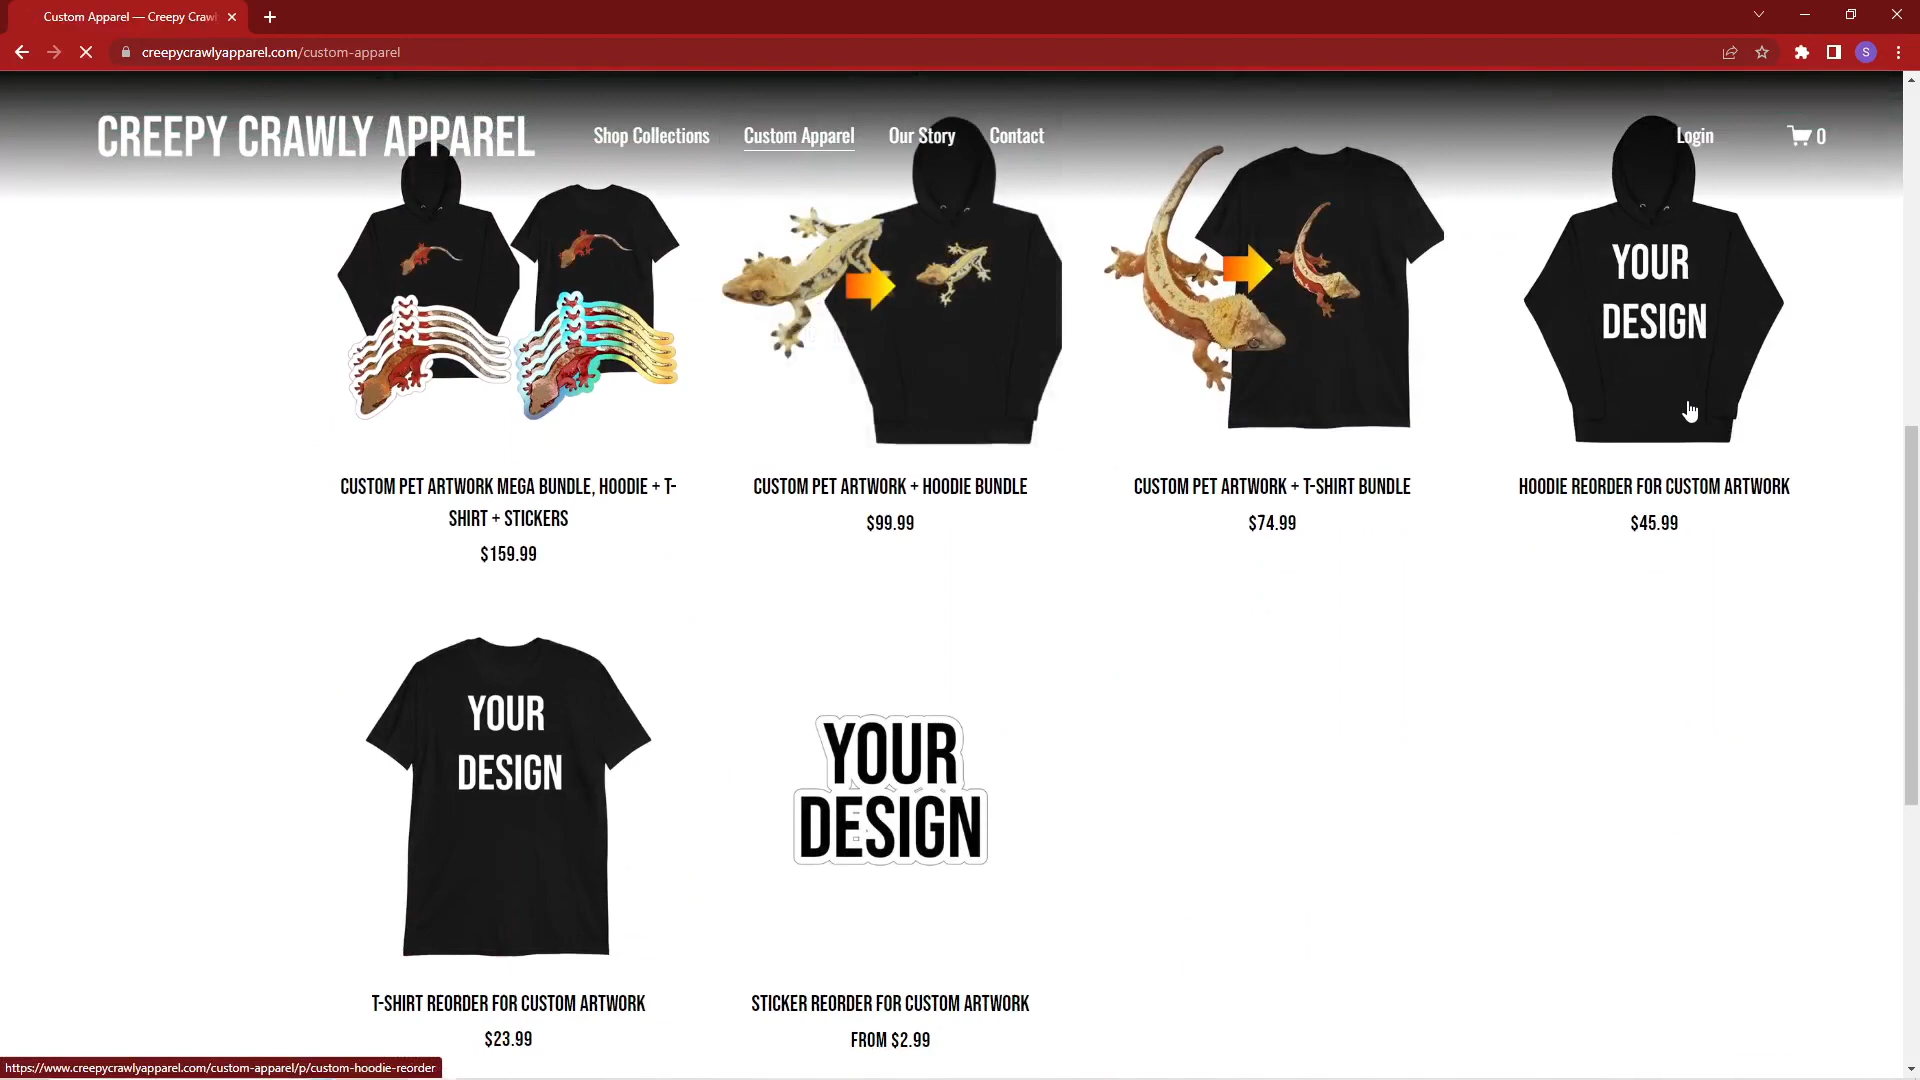 Custom Apparel — Creepy Craw
creepycrawlyapparel.com/custom-apparel
S
CREEPY CRAWLY APPAREL
Shop Collections
Custom Apparel
Our Story
Contact
Login
0
YOUR
DESIGN
CUSTOM PET ARTWORK MEGA BUNDLE, HOODIE + T-
SHIRT + STICKERS
$159.99
CUSTOM PET ARTWORK + HOODIE BUNDLE
$99.99
CUSTOM PET ARTWORK + T-SHIRT BUNDLE
$74.99
HOODIE REORDER FOR CUSTOM ARTWORK
$45.99
YOUR
DESIGN
YOUR
DESIGN
T-SHIRT REORDER FOR CUSTOM ARTWORK
$23.99
STICKER REORDER FOR CUSTOM ARTWORK
FROM $2.99
https://www.creepycrawlyapparel.com/custom-apparel/p/custom-hoodie-reorder